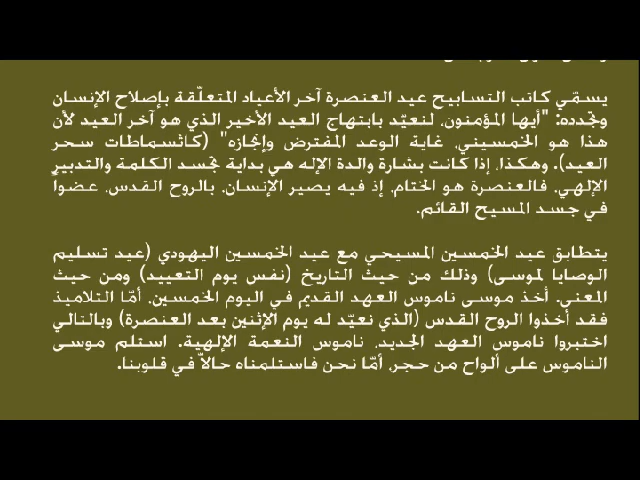 يسمّي كاتب التسابيح عيد العنصرة آخر الأعياد المتعلّقة بإصلاح الإنسان
وتجدده: "أيها المؤمنون، لنعيّد بابتهاج العيد الأخير الذي هو آخر العيد لأن
هذا هو الخمسيني، غاية الوعد المفترض وإنجازه" (كاثسماطات سحر
العيد). وهكذا، إذا كانت بشارة والدة الإله هي بداية تجسد الكلمة والتدبير
الإلهي، فالعنصرة هو الختام، إذ فيه يصير الإنسان، بالروح القدس، عضواً
في جسد المسيح القائم.
يتطابق عيد الخمسين المسيحي مع عيد الخمسين اليهودي (عيد تسليم
الوصايا لموسى) وذلك من حيث التاريخ (نفس يوم التعييد) ومن حيث
المعنى. أخذ موسى ناموس العهد القديم في اليوم الخمسين، أمّا التلاميذ
فقد أخذوا الروح القدس (الذي نعيّد له يوم الإثنين بعد العنصرة) وبالتالي
اختبروا ناموس العهد الجديد، ناموس النعمة الإلهية. استلم موسى
الناموس على ألواح من حجر، أمّا نحن فاستلمناه حالاً في قلوبنا.